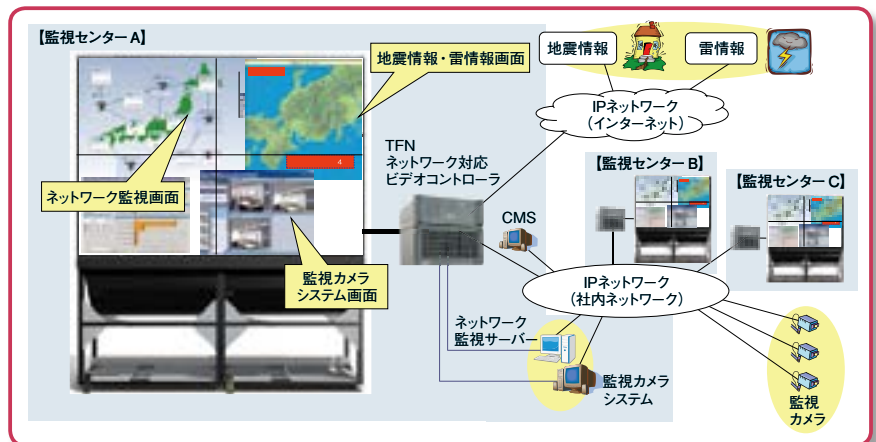 【監視センターA】
地震情報・雷情報画面
地震情報
雷情報
IPネットワーク
（インターネット）
TFN
ネットワーク対応
ビデオコントローラ
4
ネットワーク監視画面
監視カメラ
システム画面
CMS
【監視センターB】
【監視センターC】
IPネットワーク
（社内ネットワーク）
ネットワーク
監視サーバー
監視カメラ
システム
監視
カメラ